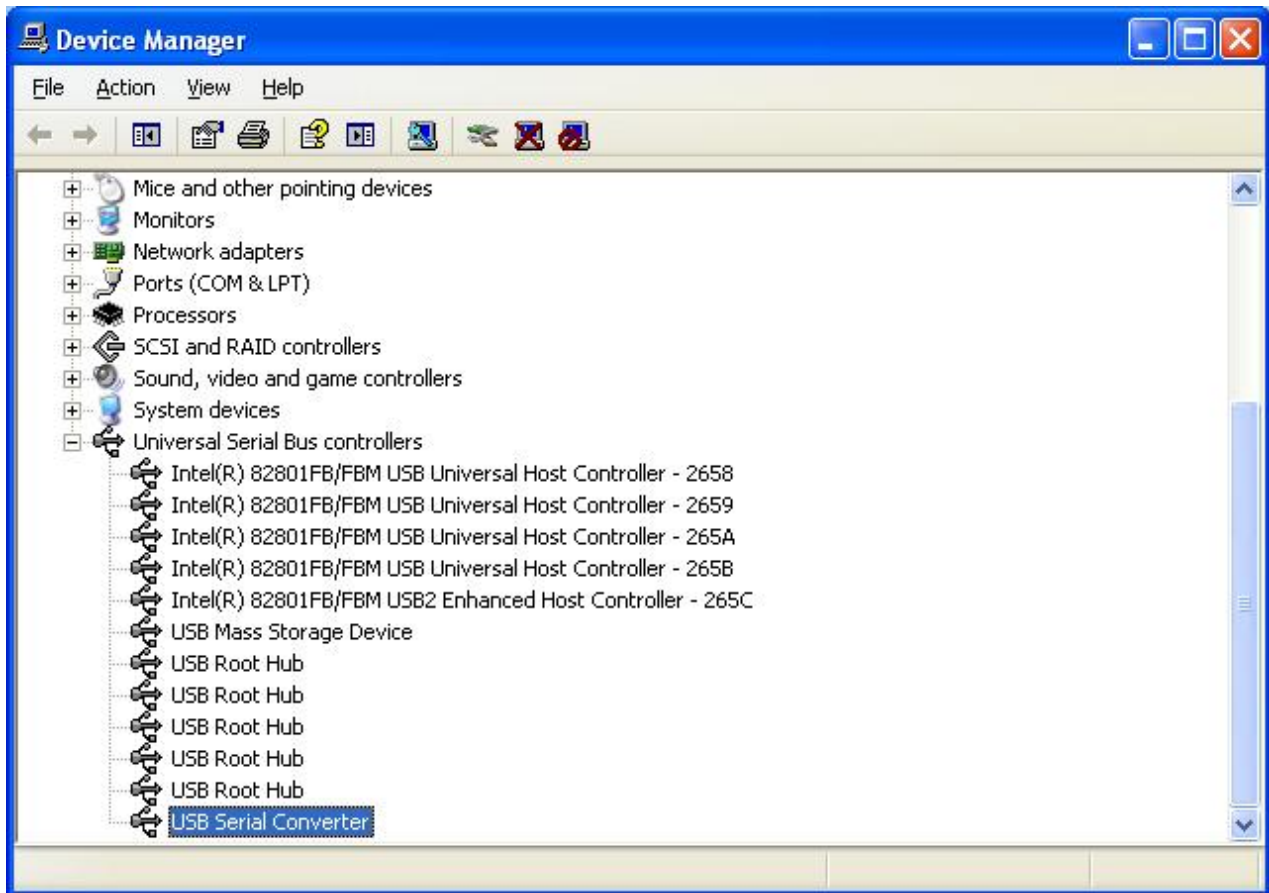 Device Manager
File Action View Help
Mice and other pointing devices
Monitors
Network adapters
Ports (COM & LPT)
Processors
SCSI and RAID controllers
Sound, video and game controllers
System devices
Universal Serial Bus controllers
Intel(R) 82801FB/FBM USB Universal Host Controller - 2658
Intel(R) 82801FB/FBM USB Universal Host Controller - 2659
Intel(R) 82801FB/FBM USB Universal Host Controller - 265A
Intel(R) 82801FB/FBM USB Universal Host Controller - 265B
Intel(R) 82801FB/FBM USB2 Enhanced Host Controller - 265C
USB Mass Storage Device
USB Root Hub
USB Root Hub
USB Root Hub
USB Root Hub
USB Root Hub
USB Serial Converter